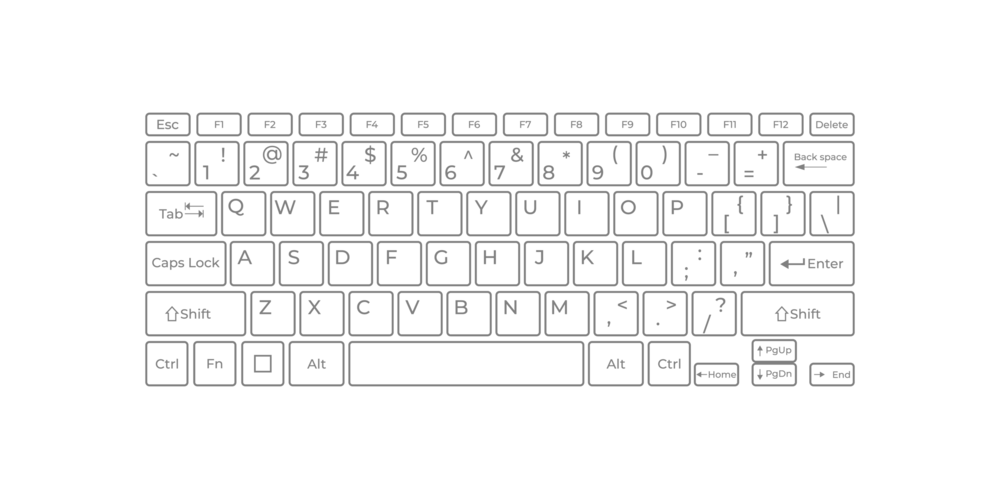 Esc F1 F2 F3 F4 F5 F6 F7 F8 F9 F10 F11 F12 Delete
~ ! @ # $ % ^ & * ( ) _ + Back space
` 1 2 3 4 5 6 7 8 9 0 - =
Tab Q W E R T Y U I O P { } |
[ ] \
Caps Lock A S D F G H J K L : " Enter
; ,
Shift Z X C V B N M < > ? Shift
, . /
Ctrl Fn Alt Alt Ctrl Home PgUp PgDn End